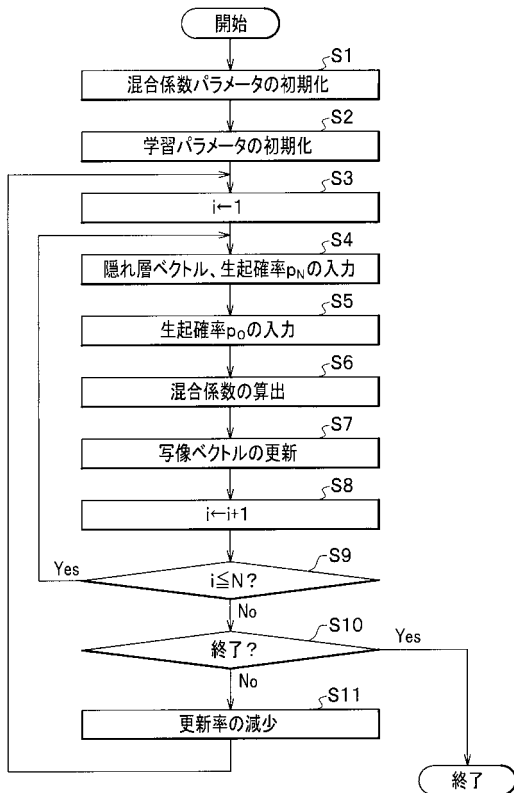 開始
S1
混合係数パラメータの初期化
S2
学習パラメータの初期化
S3
i←1
S4
隠れ層ベクトル、生起確率pNの入力
S5
生起確率pOの入力
S6
混合係数の算出
S7
写像ベクトルの更新
S8
i←i+1
S9
Yes
i≦N?
No
S10
Yes
終了?
No
S11
更新率の減少
終了